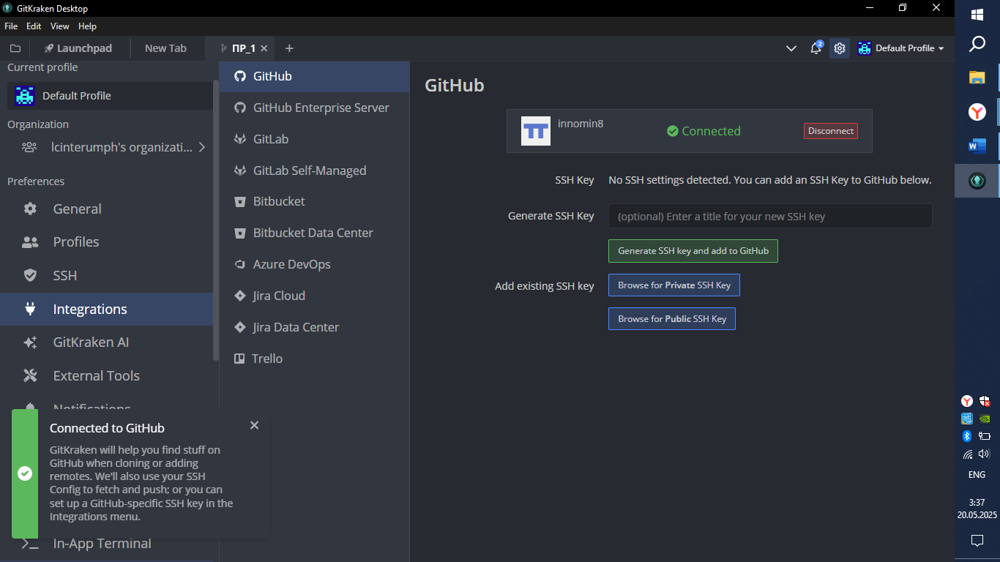 GitKraken Desktop
File Edit View Help
Launchpad
New Tab
ПР_1
2
Default Profile
Current profile
Default Profile
Organization
Icinterumph's organizati...
Preferences
General
Profiles
SSH
Integrations
GitKraken AI
External Tools
Notifications
In-App Terminal
Connected to GitHub
GitKraken will help you find stuff on
GitHub when cloning or adding
remotes. We'll also use your SSH
Config to fetch and push; or you can
set up a GitHub-specific SSH key in the
Integrations menu.
GitHub
GitHub Enterprise Server
GitLab
GitLab Self-Managed
Bitbucket
Bitbucket Data Center
Azure DevOps
Jira Cloud
Jira Data Center
Trello
GitHub
innomin8
Connected
Disconnect
SSH Key No SSH settings detected. You can add an SSH Key to GitHub below.
Generate SSH Key (optional) Enter a title for your new SSH key
Generate SSH key and add to GitHub
Add existing SSH key Browse for Private SSH Key
Browse for Public SSH Key
ENG
3:37
20.05.2025